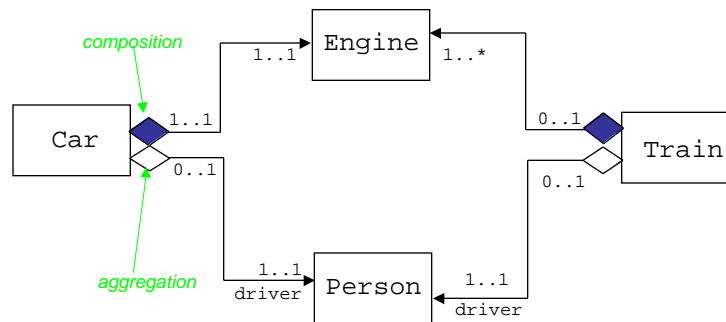 composition
Engine
1..1
1..*
Car
1..1
0..1
Train
0..1
0..1
aggregation
1..1
driver
Person
1..1
driver